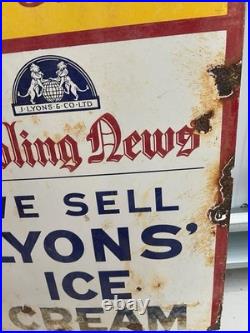 J. LYONS & CO LTD
ling News
WE SELL
LYONS'
ICE
CREAM